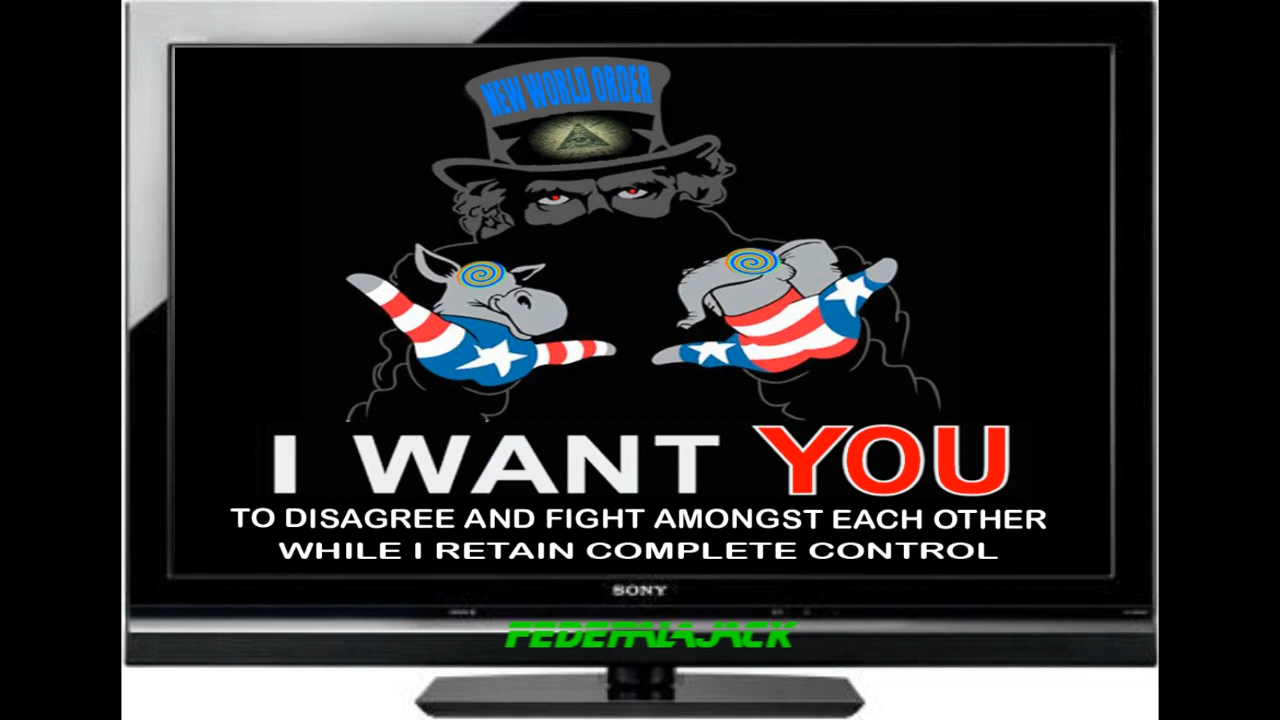 NEW WORLD ORDER
I WANT YOU
TO DISAGREE AND FIGHT AMONGST EACH OTHER
WHILE I RETAIN COMPLETE CONTROL
SONY
FEDERALJACK